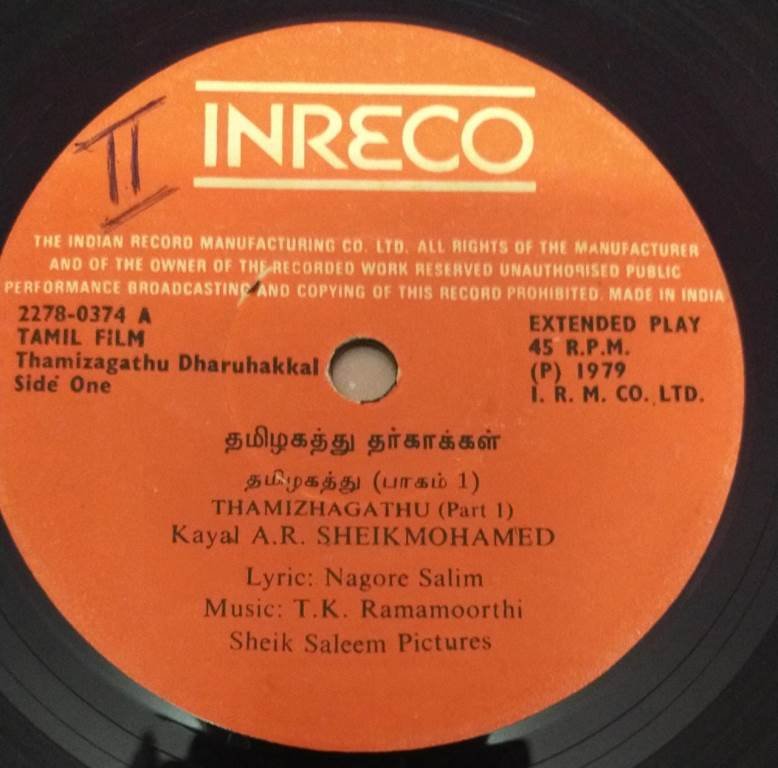 INRECO
II
THE INDIAN RECORD MANUFACTURING CO. LTD. ALL RIGHTS OF THE MANUFACTURER
AND OF THE OWNER OF THE RECORDED WORK RESERVED UNAUTHORISED PUBLIC
PERFORMANCE BROADCASTING AND COPYING OF THIS RECORD PROHIBITED. MADE IN INDIA
2278-0374 A
TAMIL FILM
Thamizagathu Dharuhakkal
Side One
EXTENDED PLAY
45 R.P.M.
(P) 1979
I. R. M. CO. LTD.
தமிழகத்து தர்காக்கள்
தமிழகத்து (பாகம் 1)
THAMIZHAGATHU (Part 1)
Kayal A.R. SHEIKMOHAMED
Lyric: Nagore Salim
Music: T.K. Ramamoorthi
Sheik Saleem Pictures